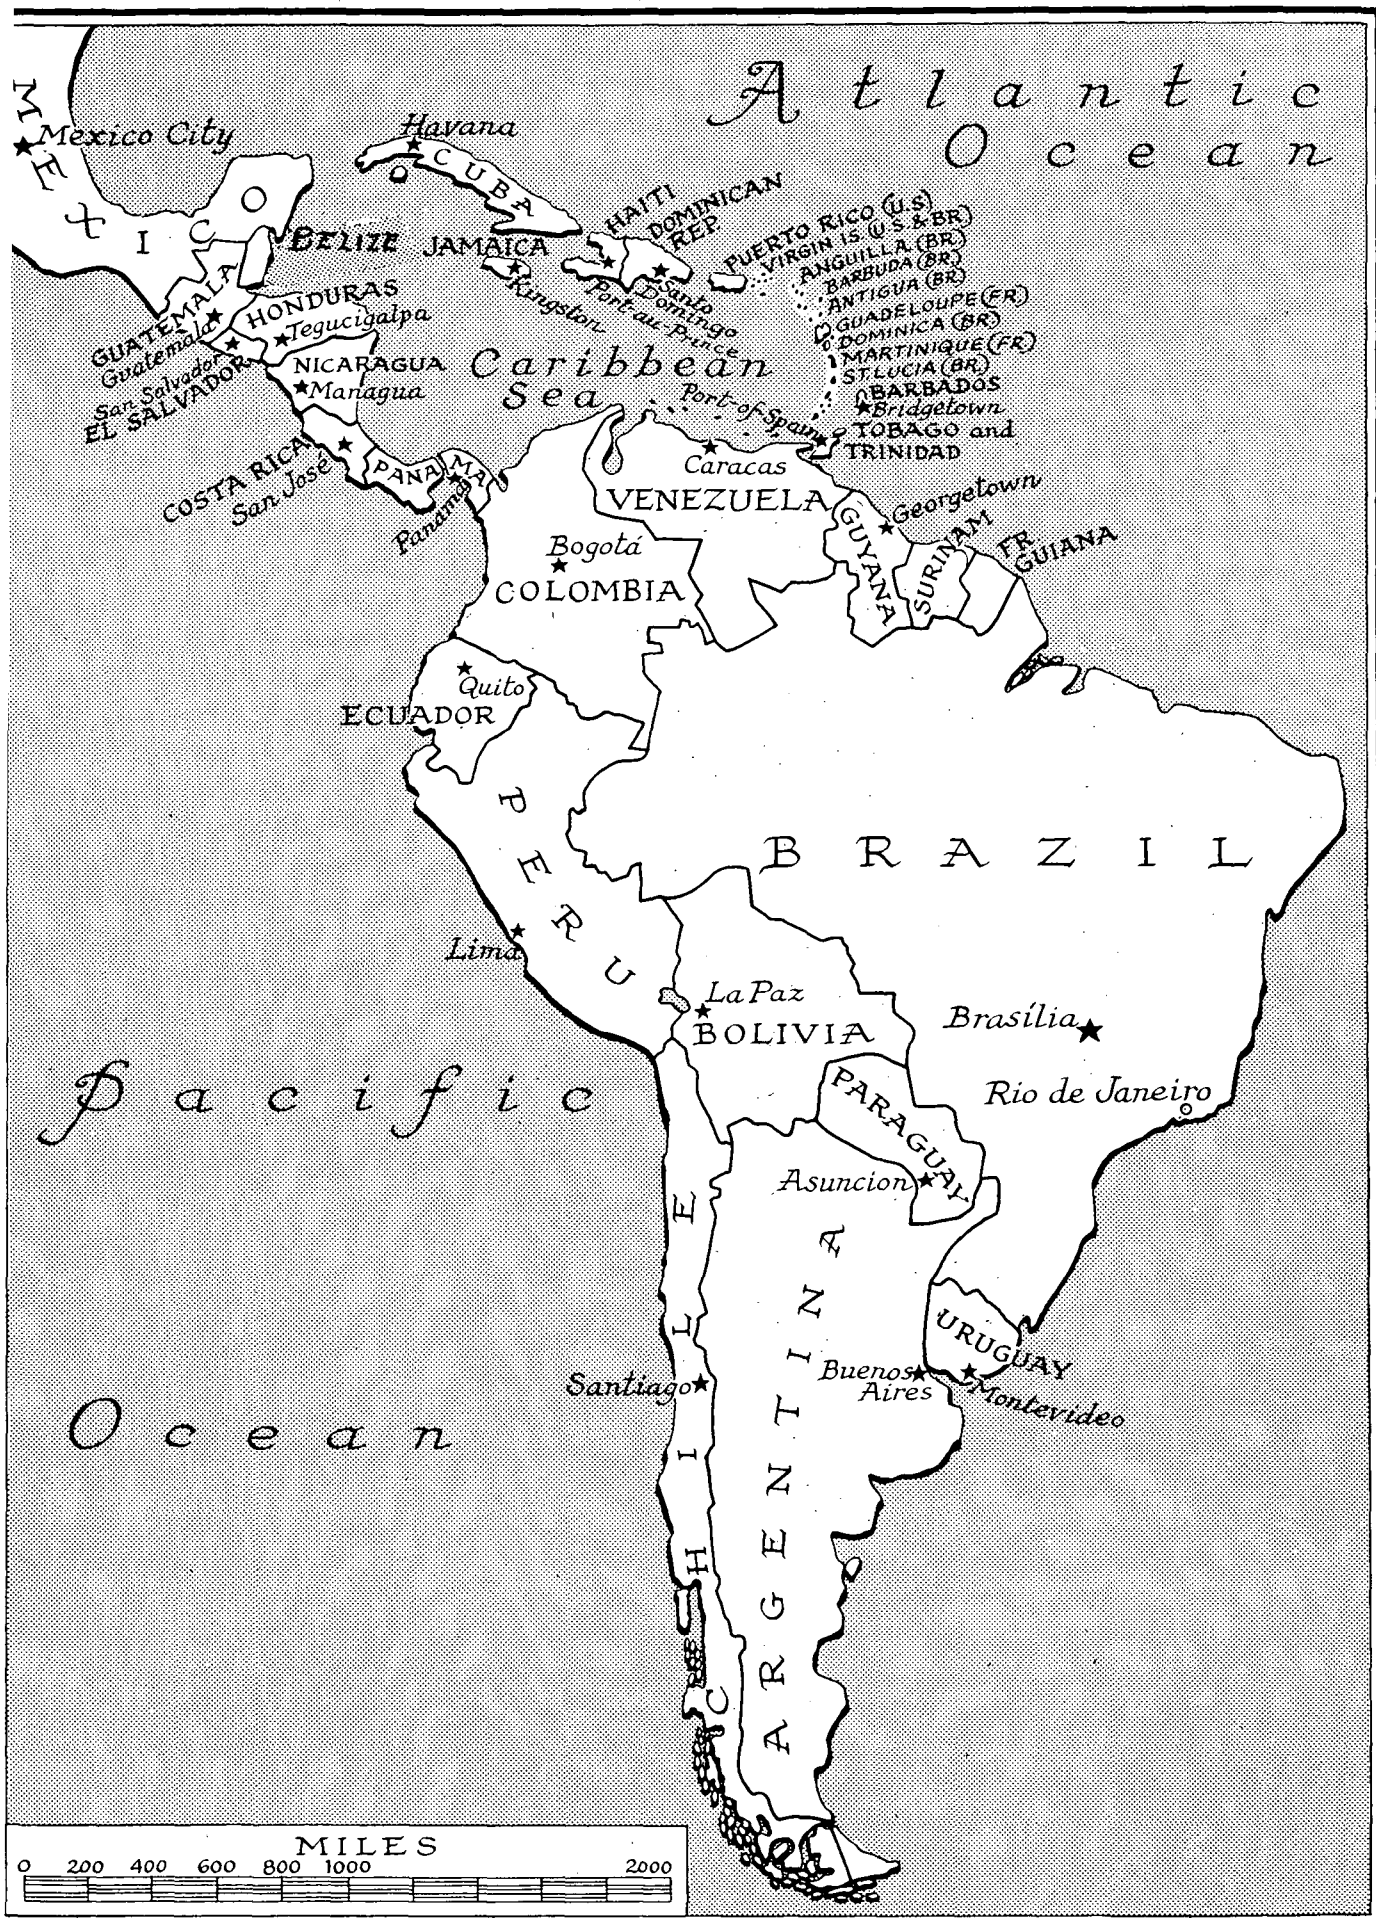 Atlantic
Ocean
MEXICO
Mexico City
Havana
CUBA
BELIZE
JAMAICA
Kingston
HAITI
Port-au-Prince
DOMINICAN
REP.
Santo
Domingo
PUERTO RICO (U.S)
VIRGIN IS (U.S. & BR)
ANGUILLA (BR)
BARBUDA (BR)
ANTIGUA (BR)
GUADELOUPE (FR)
DOMINICA (BR)
MARTINIQUE (FR)
ST. LUCIA (BR)
BARBADOS
Bridgetown
TOBAGO and
TRINIDAD
Port-of-Spain
GUATEMALA
Guatemala
HONDURAS
Tegucigalpa
San Salvador
EL SALVADOR
NICARAGUA
Managua
Caribbean
Sea
COSTA RICA
San José
PANAMA
Panama
Caracas
VENEZUELA
Georgetown
GUYANA
SURINAM
FR.
GUIANA
Bogotá
COLOMBIA
Quito
ECUADOR
PERU
Lima
BRAZIL
Brasília
Rio de Janeiro
La Paz
BOLIVIA
PARAGUAY
Asuncion
Pacific
Ocean
CHILE
Santiago
ARGENTINA
Buenos
Aires
URUGUAY
Montevideo
MILES
0 200 400 600 800 1000 2000